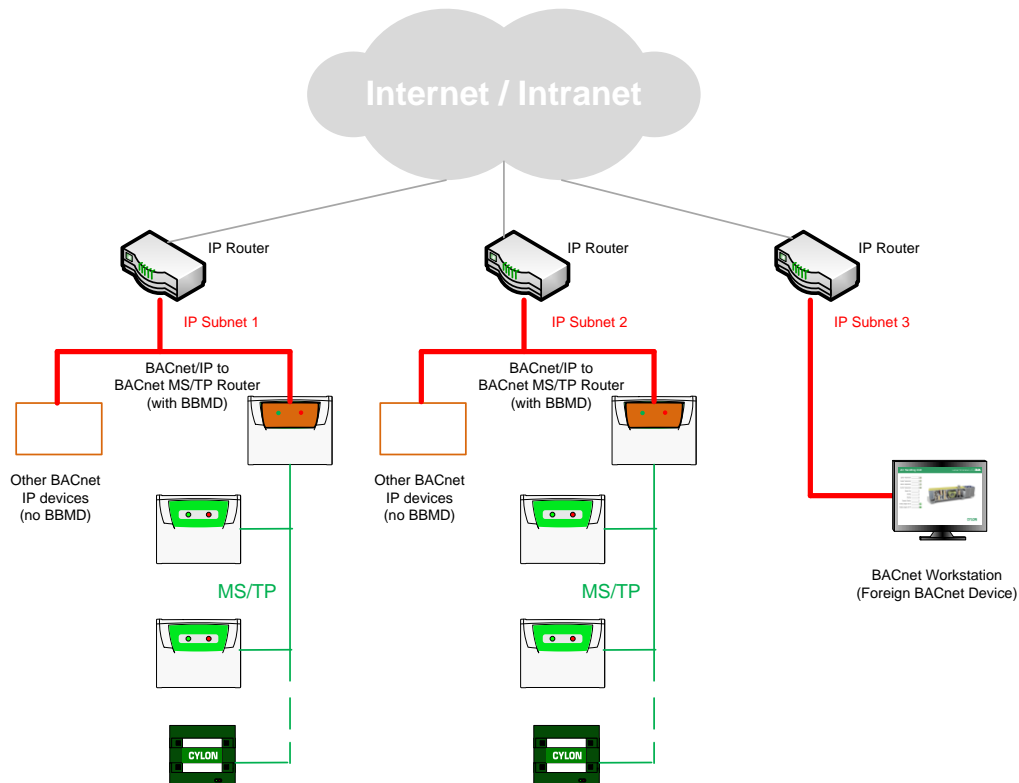 Internet / Intranet
IP Router
IP Router
IP Router
IP Subnet 1
IP Subnet 2
IP Subnet 3
BACnet/IP to
BACnet MS/TP Router
(with BBMD)
BACnet/IP to
BACnet MS/TP Router
(with BBMD)
Other BACnet
IP devices
(no BBMD)
Other BACnet
IP devices
(no BBMD)
CYLON
BACnet Workstation
(Foreign BACnet Device)
MS/TP
MS/TP
CYLON
CYLON